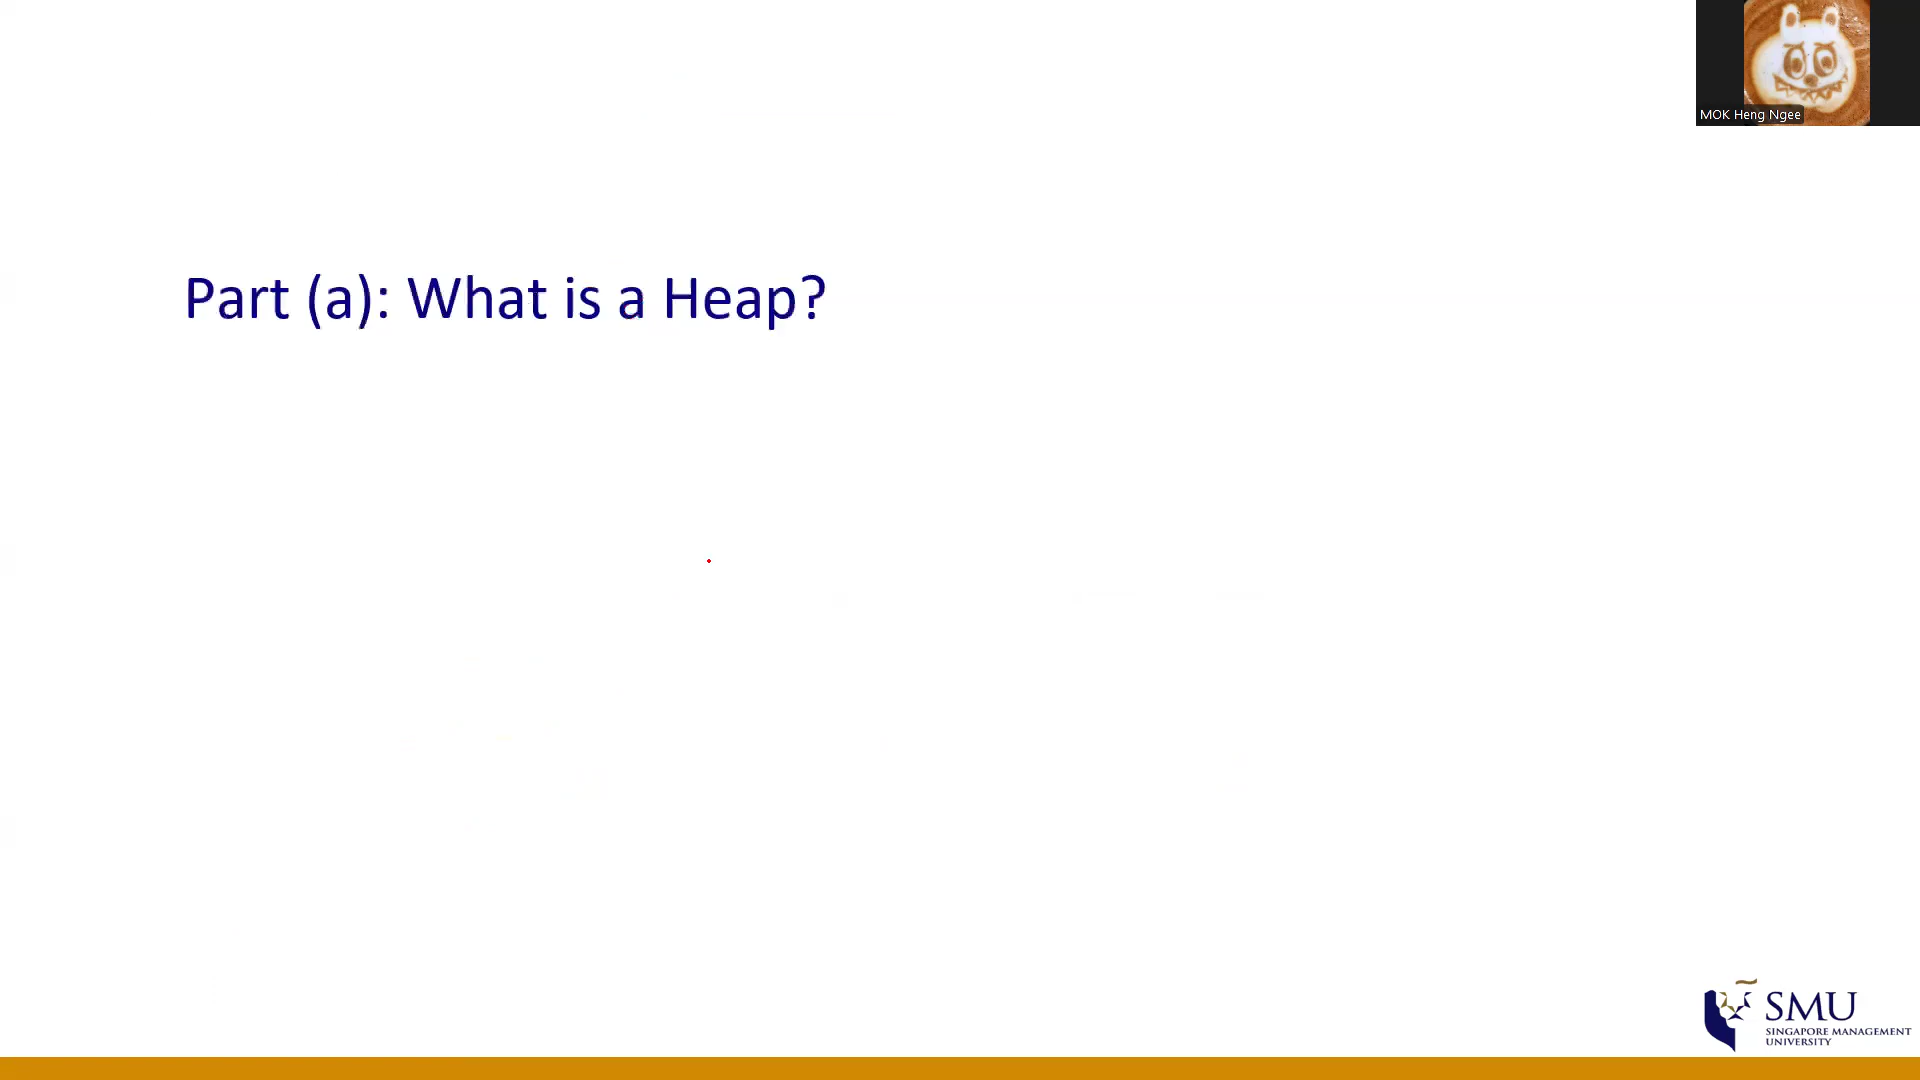 MOK Heng Ngee
Part (a): What is a Heap?
SMU
SINGAPORE MANAGEMENT
UNIVERSITY